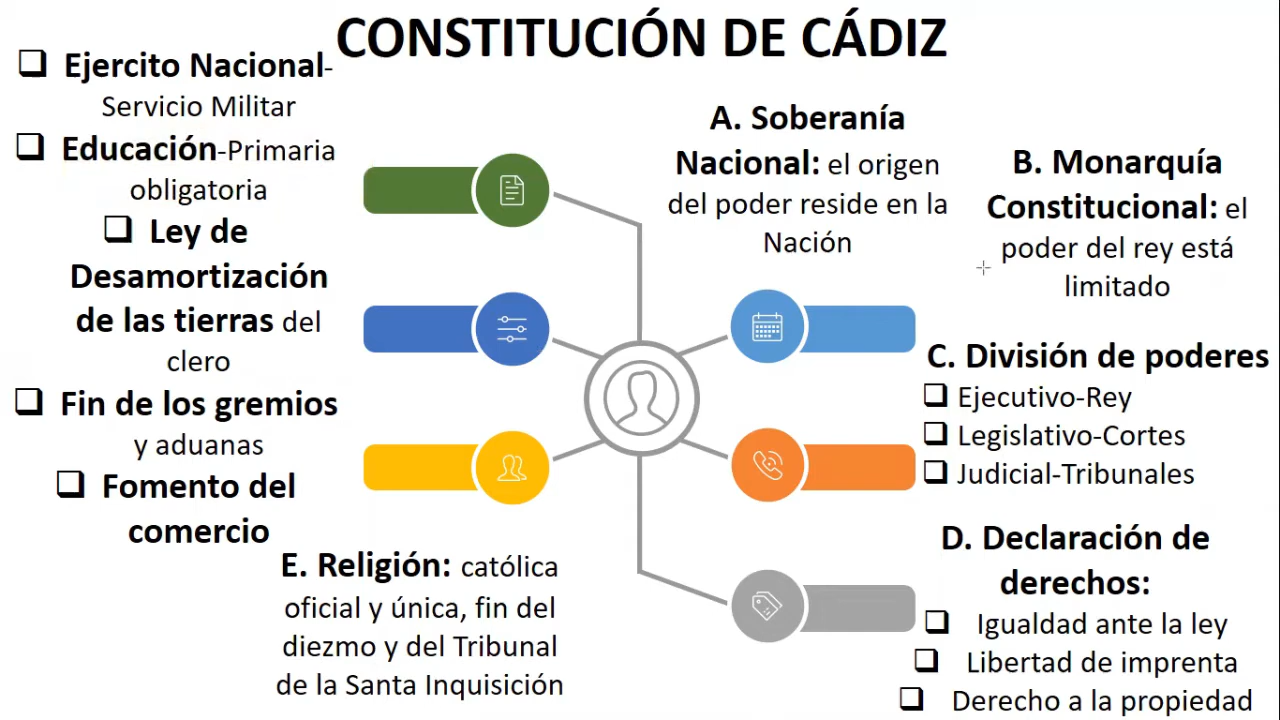 CONSTITUCIÓN DE CÁDIZ
❑ Ejercito Nacional-
Servicio Militar
❑ Educación-Primaria
obligatoria
❑ Ley de
Desamortización
de las tierras del
clero
❑ Fin de los gremios
y aduanas
❑ Fomento del
comercio
A. Soberanía
Nacional: el origen
del poder reside en la
Nación
B. Monarquía
Constitucional: el
poder del rey está
limitado
C. División de poderes
❑ Ejecutivo-Rey
❑ Legislativo-Cortes
❑ Judicial-Tribunales
D. Declaración de
derechos:
❑ Igualdad ante la ley
❑ Libertad de imprenta
❑ Derecho a la propiedad
E. Religión: católica
oficial y única, fin del
diezmo y del Tribunal
de la Santa Inquisición